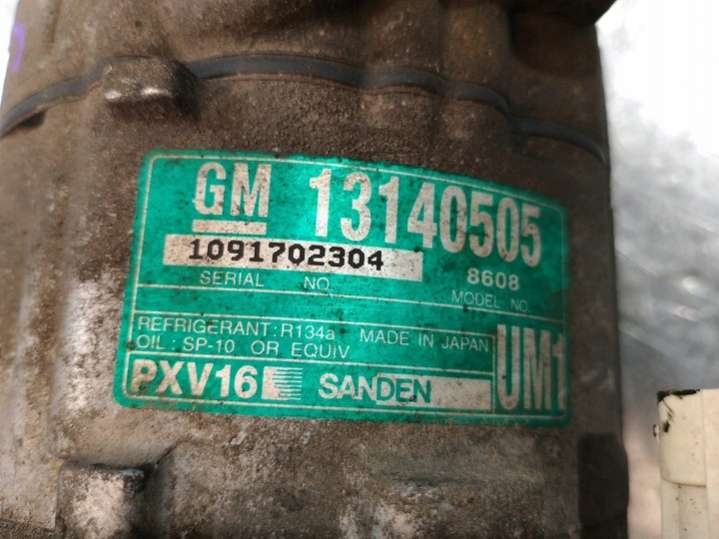 GM 13140505
1091702304 8608
SERIAL NO. MODEL NO.
REFRIGERANT: R134a MADE IN JAPAN
OIL: SP-10 OR EQUIV
PXV16 SANDEN UM1